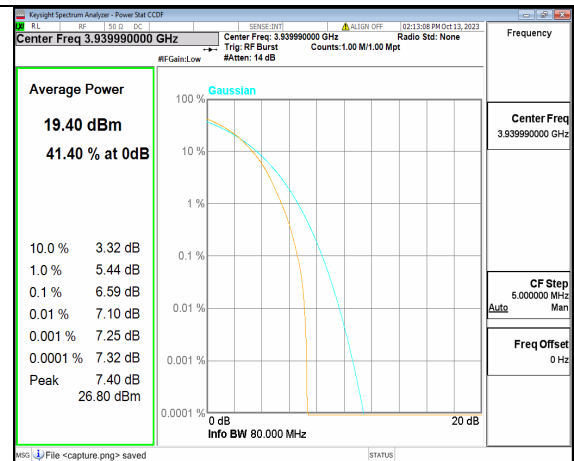 Keysight Spectrum Analyzer - Power Stat CCDF
RL RF 50 Ω DC SENSE:INT ALIGN OFF 02:13:08 PM Oct 13, 2023
Center Freq 3.939990000 GHz
Center Freq: 3.939990000 GHz Radio Std: None
Trig: RF Burst Counts:1.00 M/1.00 Mpt
#IFGain:Low #Atten: 14 dB
Frequency
Average Power
19.40 dBm
41.40 % at 0dB
10.0 % 3.32 dB
1.0 % 5.44 dB
0.1 % 6.59 dB
0.01 % 7.10 dB
0.001 % 7.25 dB
0.0001 % 7.32 dB
Peak 7.40 dB
26.80 dBm
Gaussian
100 %
10 %
1 %
0.1 %
0.01 %
0.001 %
0.0001 %
0 dB 20 dB
Info BW 80.000 MHz
Center Freq
3.939990000 GHz
CF Step
5.000000 MHz
Auto Man
Freq Offset
0 Hz
MSG File <capture.png> saved STATUS